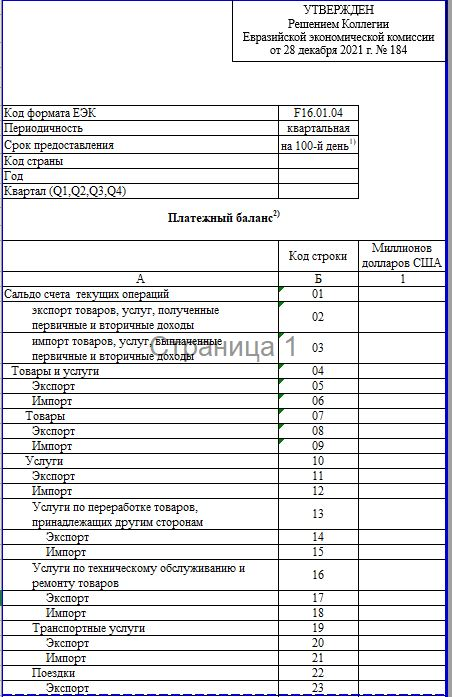 УТВЕРЖДЕН
Решением Коллегии
Евразийской экономической комиссии
от 28 декабря 2021 г. № 184
Код формата ЕЭК F16.01.04
Периодичность квартальная
Срок предоставления на 100-й день1)
Код страны
Год
Квартал (Q1,Q2,Q3,Q4)
Платежный баланс2)
Код строки Миллионов
долларов США
А Б 1
Сальдо счета текущих операций 01
экспорт товаров, услуг, полученные
первичные и вторичные доходы 02
импорт товаров, услуг, выплаченные
первичные и вторичные доходы 03
Страница 1
Товары и услуги 04
Экспорт 05
Импорт 06
Товары 07
Экспорт 08
Импорт 09
Услуги 10
Экспорт 11
Импорт 12
Услуги по переработке товаров,
принадлежащих другим сторонам 13
Экспорт 14
Импорт 15
Услуги по техническому обслуживанию и
ремонту товаров 16
Экспорт 17
Импорт 18
Транспортные услуги 19
Экспорт 20
Импорт 21
Поездки 22
Экспорт 23